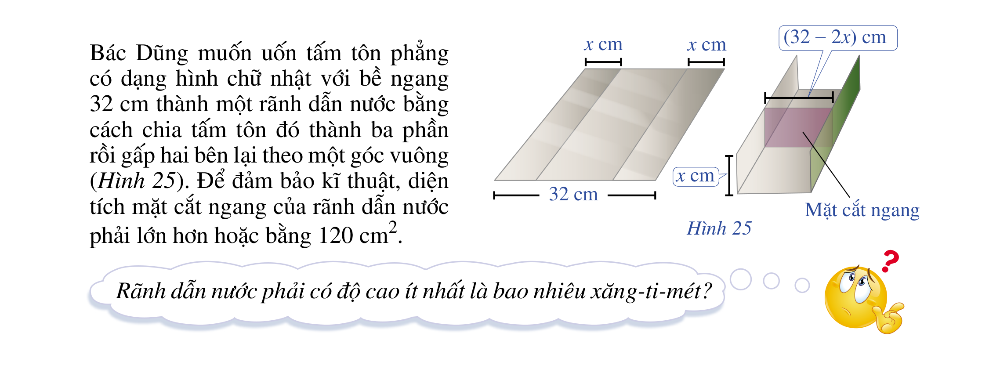 Bác Dũng muốn uốn tấm tôn phẳng
có dạng hình chữ nhật với bề ngang
32 cm thành một rãnh dẫn nước bằng
cách chia tấm tôn đó thành ba phần
rồi gấp hai bên lại theo một góc vuông
(Hình 25). Để đảm bảo kĩ thuật, diện
tích mặt cắt ngang của rãnh dẫn nước
phải lớn hơn hoặc bằng 120 cm².
x cm
x cm
(32 – 2x) cm
x cm
32 cm
Mặt cắt ngang
Hình 25
?
Rãnh dẫn nước phải có độ cao ít nhất là bao nhiêu xăng-ti-mét?